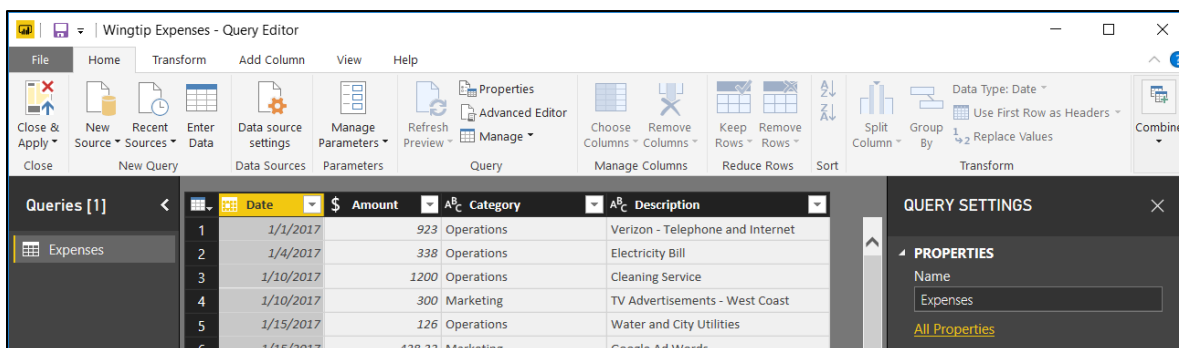 Wingtip Expenses - Query Editor
File Home Transform Add Column View Help
Close & Apply
New Source
Recent Sources
Enter Data
Data source settings
Manage Parameters
Refresh Preview
Properties
Advanced Editor
Manage
Choose Columns
Remove Columns
Keep Rows
Remove Rows
Split Column
Group By
Data Type: Date
Use First Row as Headers
Replace Values
Combine
Close New Query Data Sources Parameters Query Manage Columns Reduce Rows Sort Transform
Queries [1]
Expenses
Date $ Amount ABC Category ABC Description
1 1/1/2017 923 Operations Verizon - Telephone and Internet
2 1/4/2017 338 Operations Electricity Bill
3 1/10/2017 1200 Operations Cleaning Service
4 1/10/2017 300 Marketing TV Advertisements - West Coast
5 1/15/2017 126 Operations Water and City Utilities
QUERY SETTINGS
PROPERTIES
Name
Expenses
All Properties